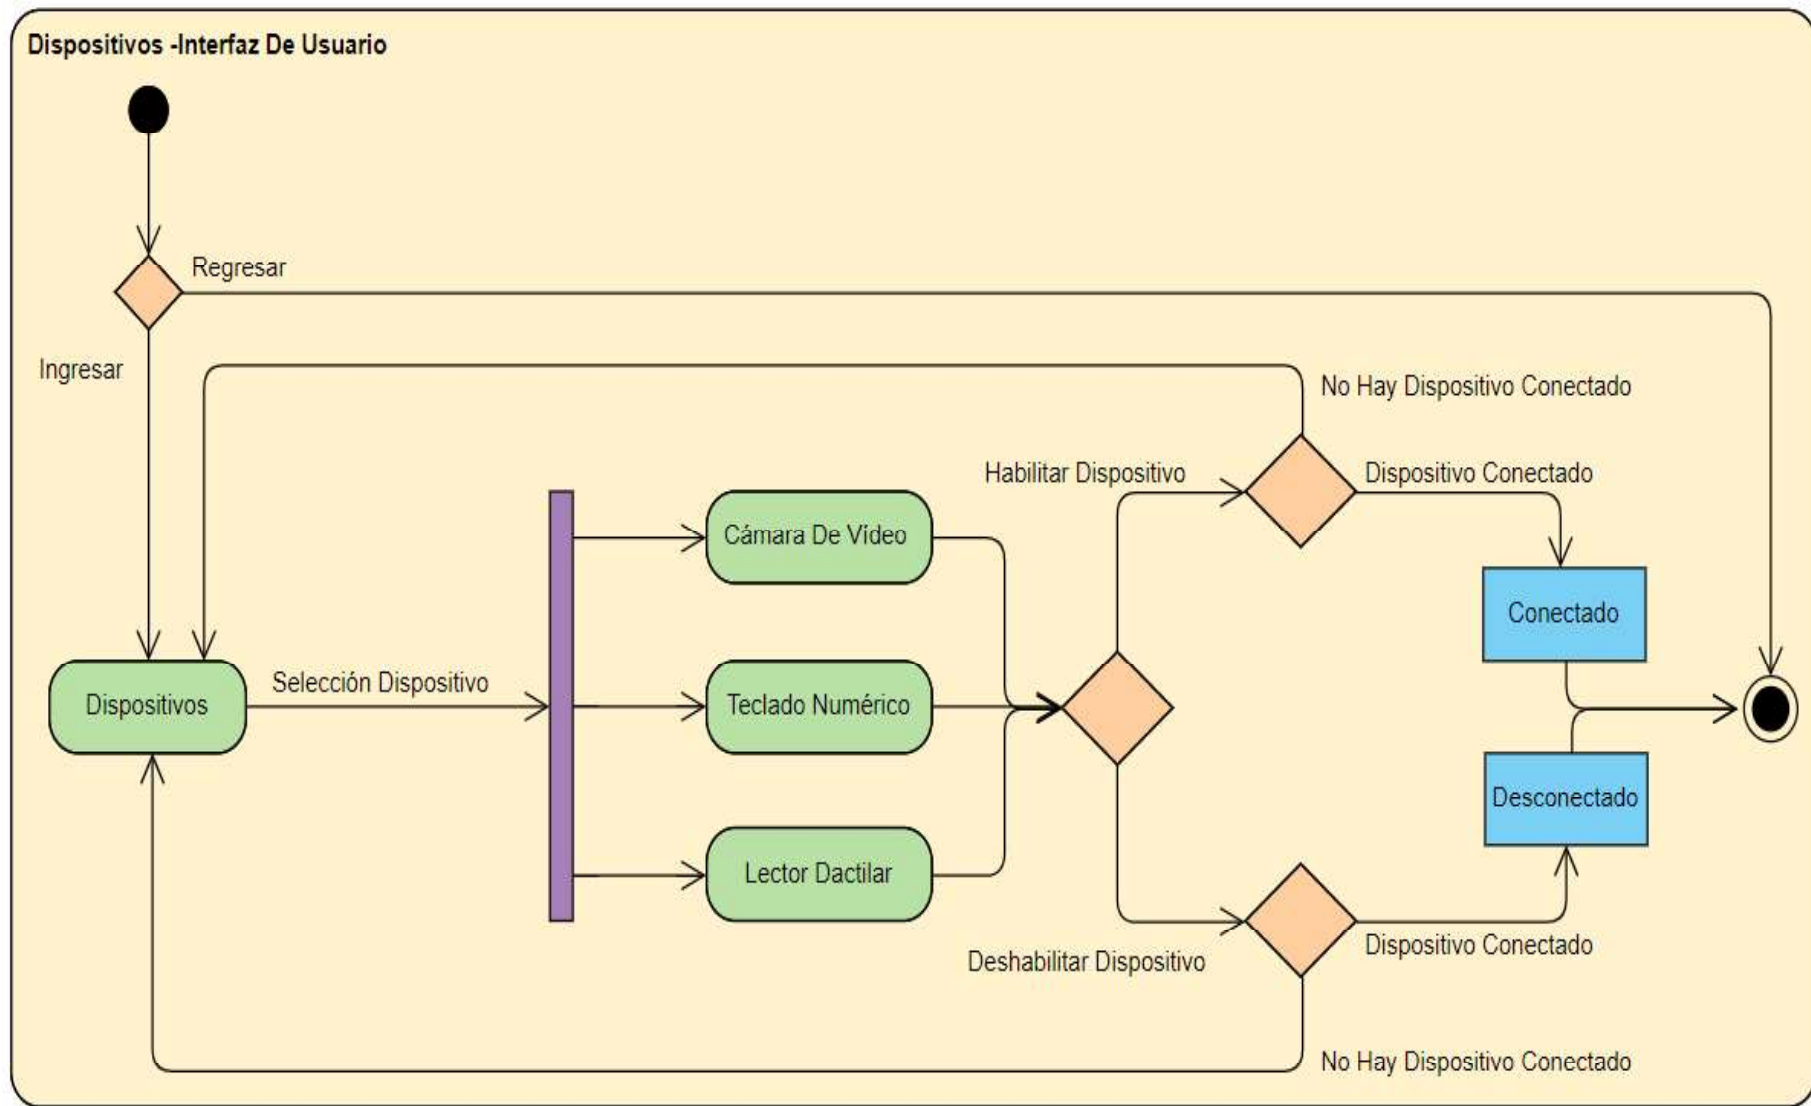 Dispositivos -Interfaz De Usuario
Regresar
Ingresar
No Hay Dispositivo Conectado
Habilitar Dispositivo
Dispositivo Conectado
Cámara De Vídeo
Conectado
Selección Dispositivo
Dispositivos
Teclado Numérico
Desconectado
Lector Dactilar
Dispositivo Conectado
Deshabilitar Dispositivo
No Hay Dispositivo Conectado